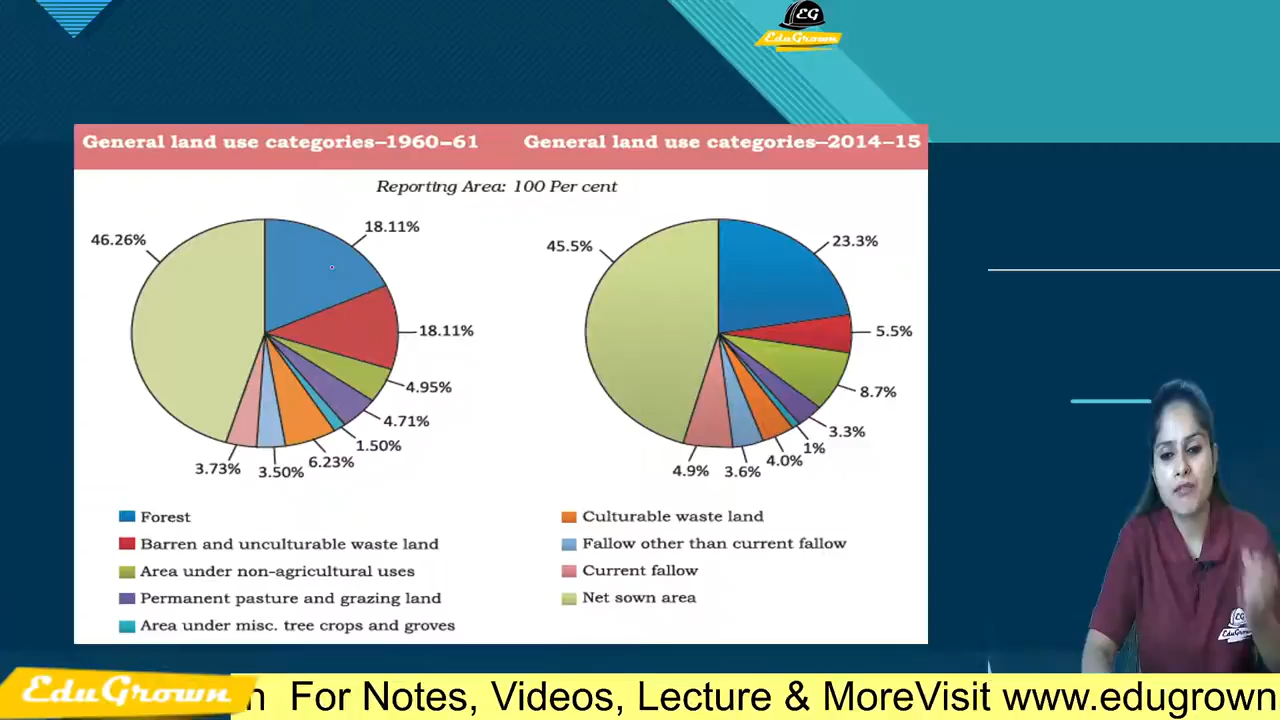 EG
EduGrown
General land use categories–1960–61
General land use categories–2014–15
Reporting Area: 100 Per cent
46.26%
18.11%
18.11%
4.95%
4.71%
1.50%
6.23%
3.50%
3.73%
45.5%
23.3%
5.5%
8.7%
3.3%
1%
4.0%
3.6%
4.9%
Forest
Barren and unculturable waste land
Area under non-agricultural uses
Permanent pasture and grazing land
Area under misc. tree crops and groves
Culturable waste land
Fallow other than current fallow
Current fallow
Net sown area
EG
EduGrown
EduGrown
n For Notes, Videos, Lecture & MoreVisit www.edugrown